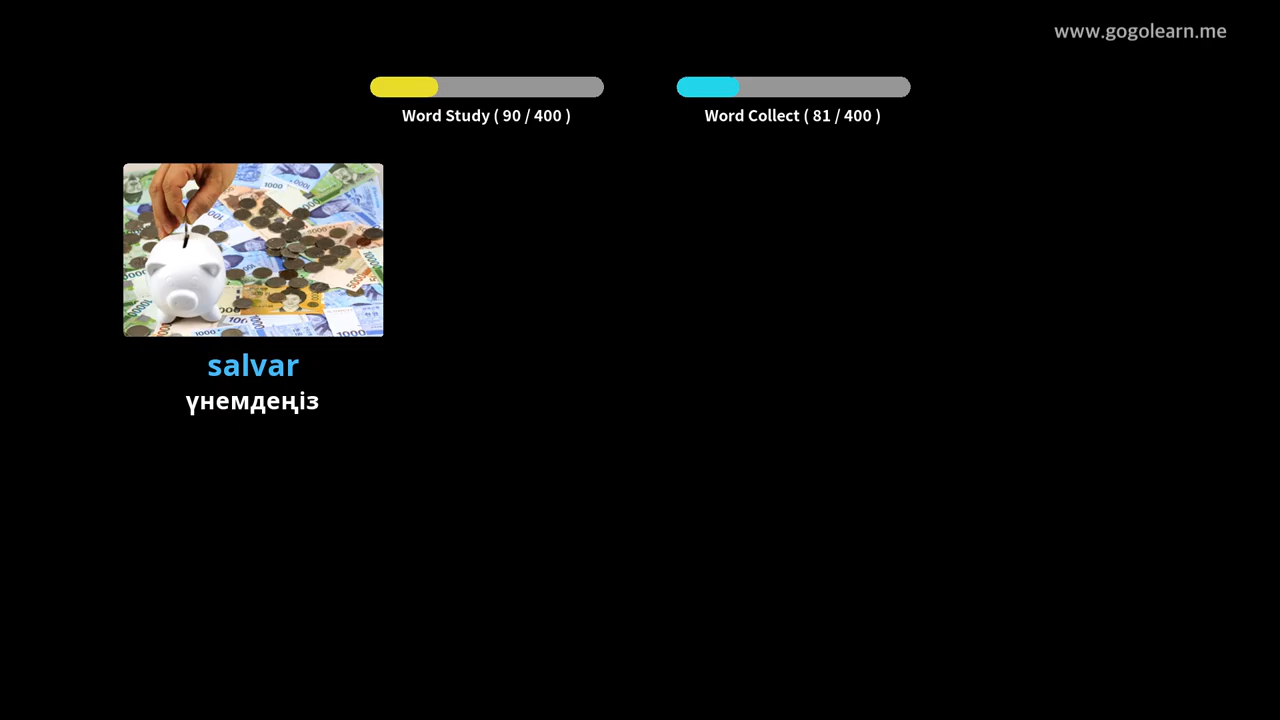 www.gogolearn.me
Word Study ( 90 / 400 )
Word Collect ( 81 / 400 )
salvar
үнемдеңіз